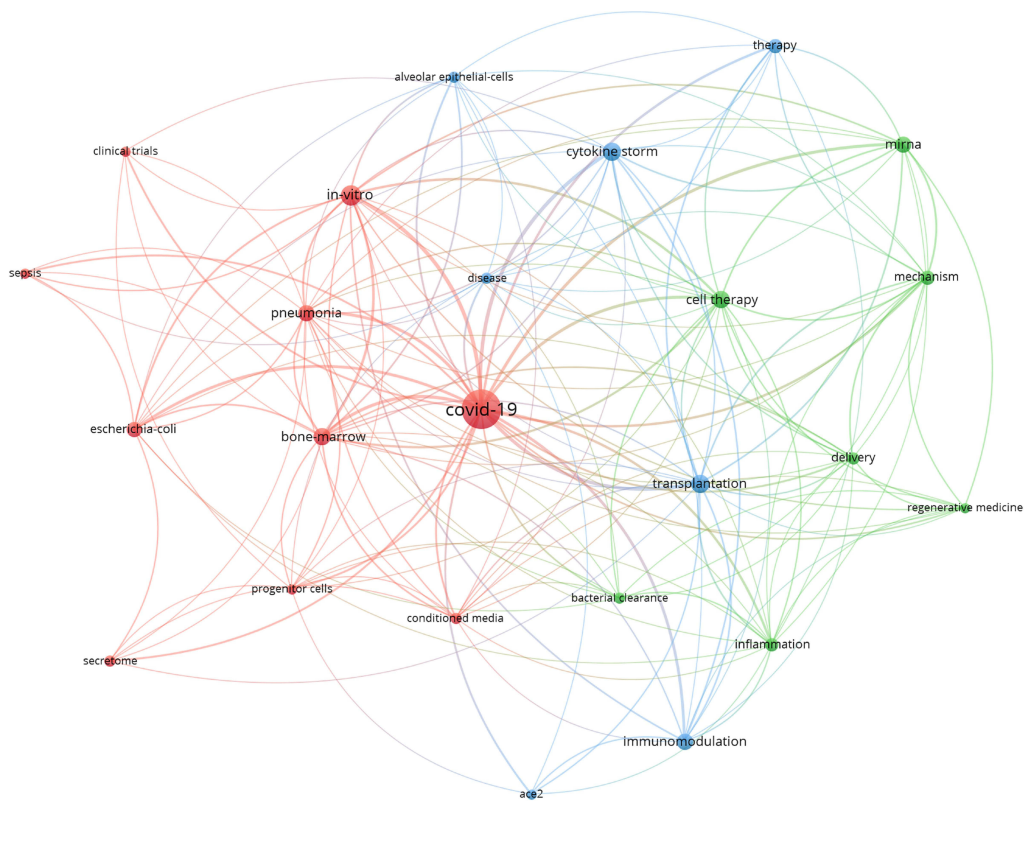 therapy
alveolar epithelial-cells
mirna
clinical trials
cytokine storm
in-vitro
sepsis
disease
mechanism
cell therapy
pneumonia
covid-19
escherichia-coli
bone-marrow
delivery
transplantation
regenerative medicine
progenitor cells
bacterial clearance
conditioned media
inflammation
secretome
immunomodulation
ace2